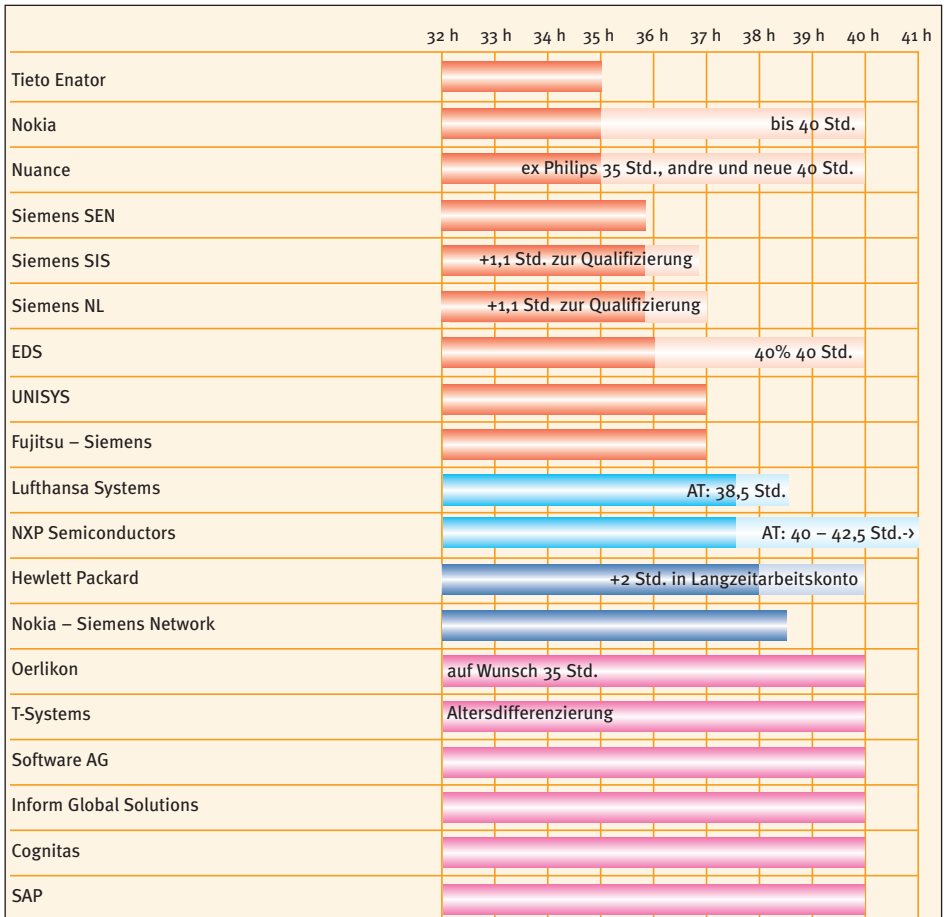 32 h 33 h 34 h 35 h 36 h 37 h 38 h 39 h 40 h 41 h
Tieto Enator
Nokia bis 40 Std.
Nuance ex Philips 35 Std., andre und neue 40 Std.
Siemens SEN
Siemens SIS +1,1 Std. zur Qualifizierung
Siemens NL +1,1 Std. zur Qualifizierung
EDS 40% 40 Std.
UNISYS
Fujitsu – Siemens
Lufthansa Systems AT: 38,5 Std.
NXP Semiconductors AT: 40 – 42,5 Std.->
Hewlett Packard +2 Std. in Langzeitarbeitskonto
Nokia – Siemens Network
Oerlikon auf Wunsch 35 Std.
T-Systems Altersdifferenzierung
Software AG
Inform Global Solutions
Cognitas
SAP